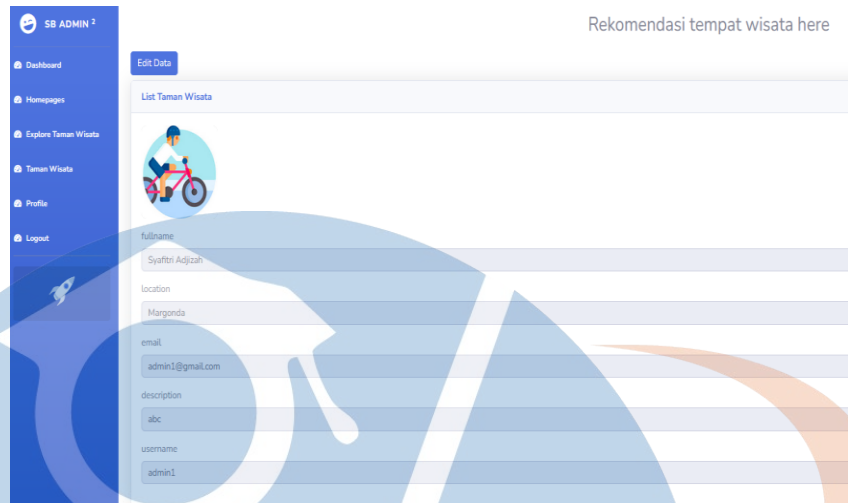 SB ADMIN 2
Rekomendasi tempat wisata here
Dashboard
Homepages
Explore Taman Wisata
Taman Wisata
Profile
Logout
Edit Data
List Taman Wisata
fullname
Syafitri Adjizah
location
Margonda
email
admin1@gmail.com
description
abc
username
admin1